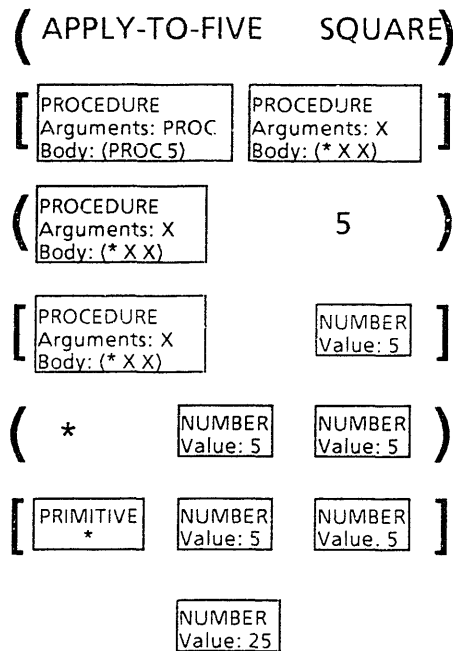 ( APPLY-TO-FIVE SQUARE)
[ PROCEDURE PROCEDURE ]
Arguments: PROC Arguments: X
Body: (PROC 5) Body: (* X X)
( PROCEDURE
Arguments: X 5 )
Body: (* X X)
[ PROCEDURE NUMBER ]
Arguments: X Value: 5
Body: (* X X)
( * NUMBER NUMBER )
Value: 5 Value: 5
[ PRIMITIVE NUMBER NUMBER ]
* Value: 5 Value. 5
NUMBER
Value: 25